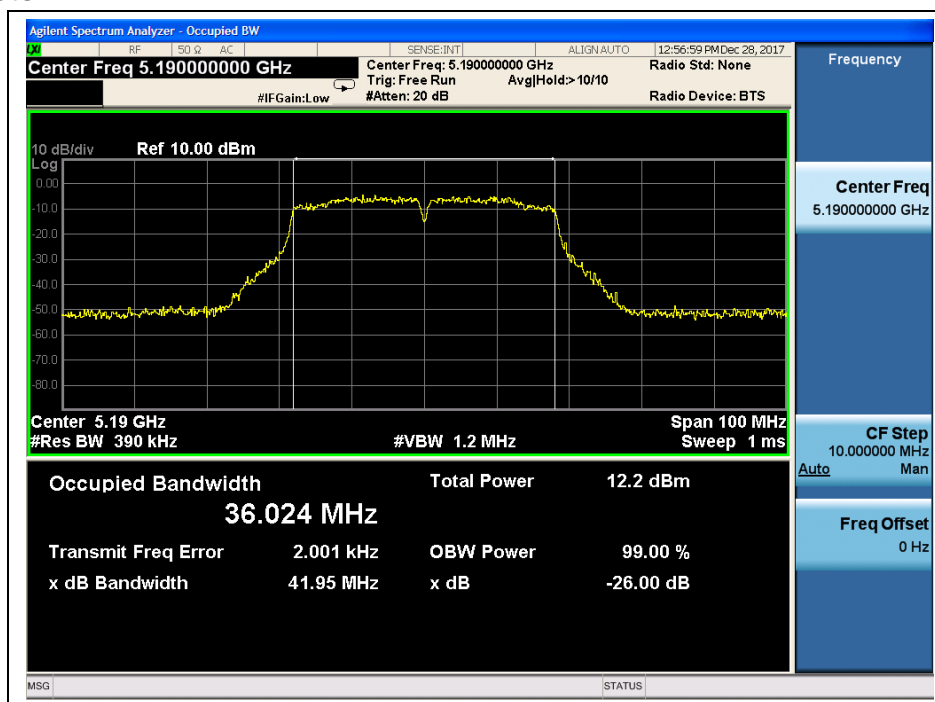 Agilent Spectrum Analyzer - Occupied BW
LXI RF 50 Ω AC SENSE:INT ALIGN AUTO 12:56:59 PM Dec 28, 2017
Center Freq 5.190000000 GHz
Center Freq: 5.190000000 GHz
Radio Std: None
Trig: Free Run Avg|Hold:> 10/10
#IFGain:Low
#Atten: 20 dB
Radio Device: BTS
Frequency
10 dB/div Ref 10.00 dBm
Log
0.00
-10.0
-20.0
-30.0
-40.0
-50.0
-60.0
-70.0
-80.0
Center 5.19 GHz
Span 100 MHz
#Res BW 390 kHz
#VBW 1.2 MHz
Sweep 1 ms
Center Freq
5.190000000 GHz
CF Step
10.000000 MHz
Auto Man
Freq Offset
0 Hz
Occupied Bandwidth
36.024 MHz
Total Power 12.2 dBm
Transmit Freq Error 2.001 kHz
OBW Power 99.00 %
x dB Bandwidth 41.95 MHz
x dB -26.00 dB
MSG
STATUS